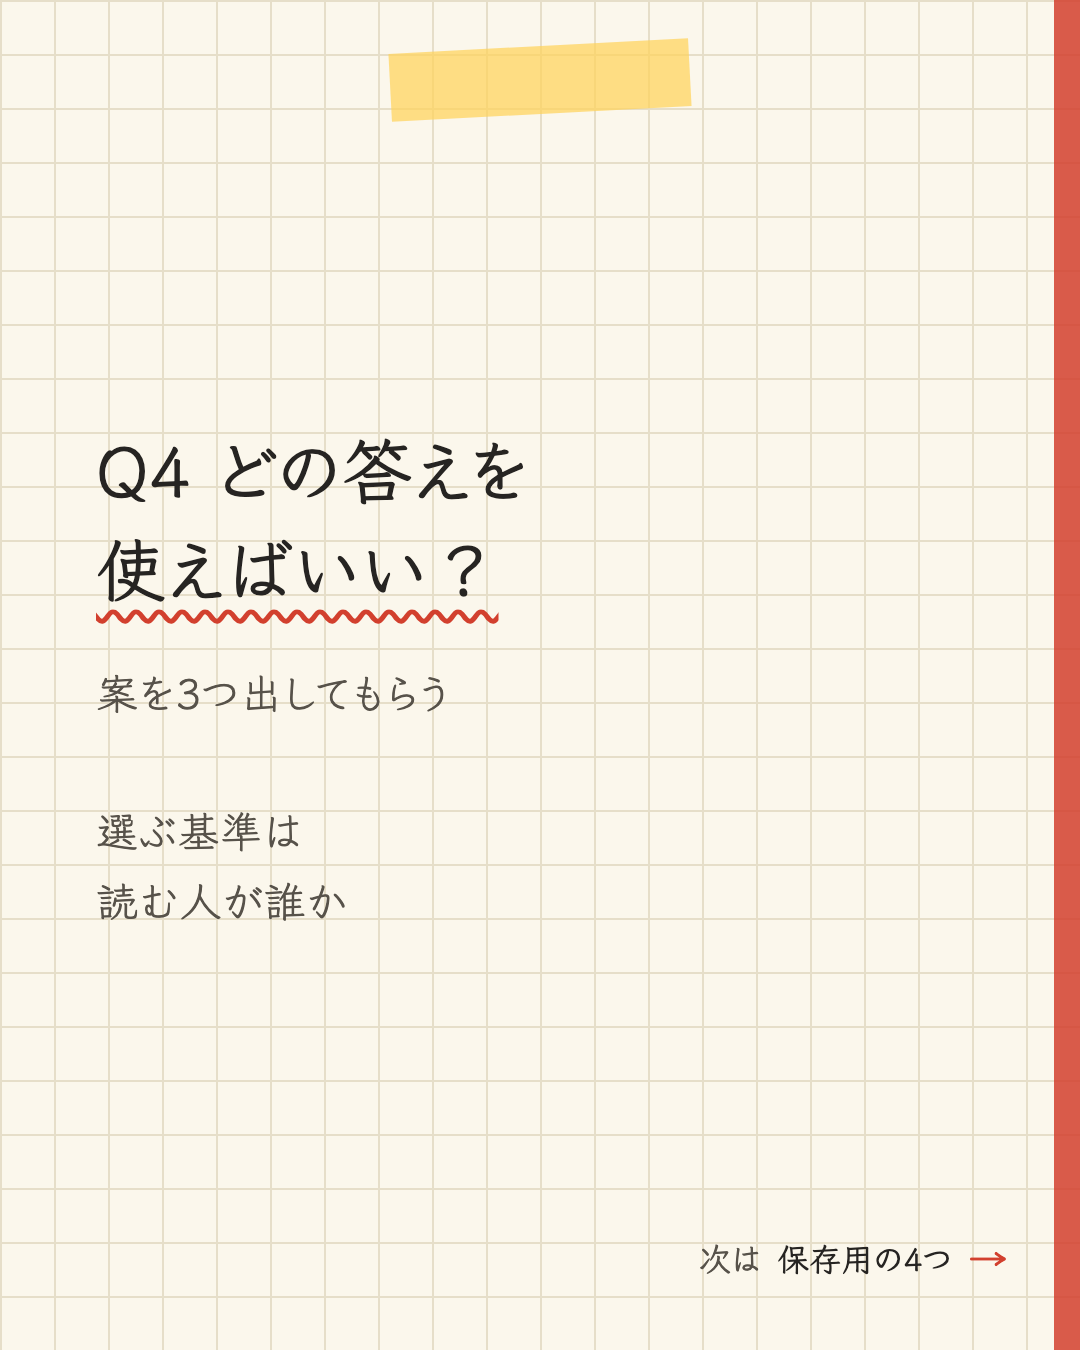 Q4 どの答えを
使えばいい？
案を3つ出してもらう
選ぶ基準は
読む人が誰か
次は 保存用の4つ →